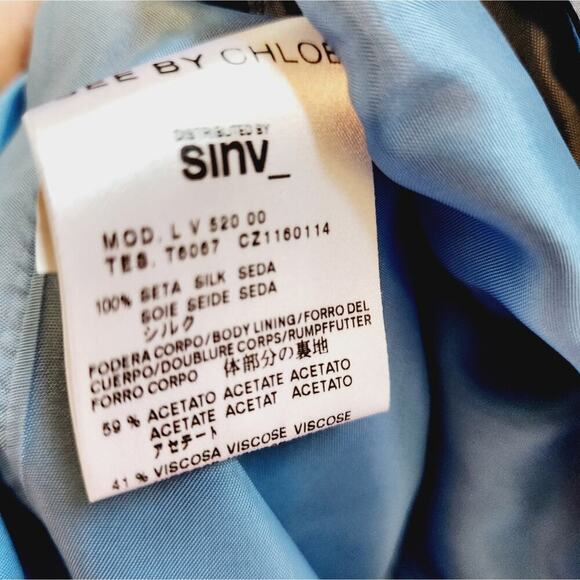 SEE BY CHLOE
DISTRIBUTED BY
sinv_
MOD. L V 520 00
TES. T6067 CZ1160114
100% SETA SILK SEDA
SOIE SEIDE SEDA
シルク
FODERA CORPO/BODY LINING/FORRO DEL
CUERPO/DOUBLURE CORPS/RUMPFFUTTER
FORRO CORPO 体部分の裏地
59 % ACETATO ACETATE ACETATO
ACETATE ACETAT ACETATO
アセテート
41 % VISCOSA VISCOSE VISCOSE